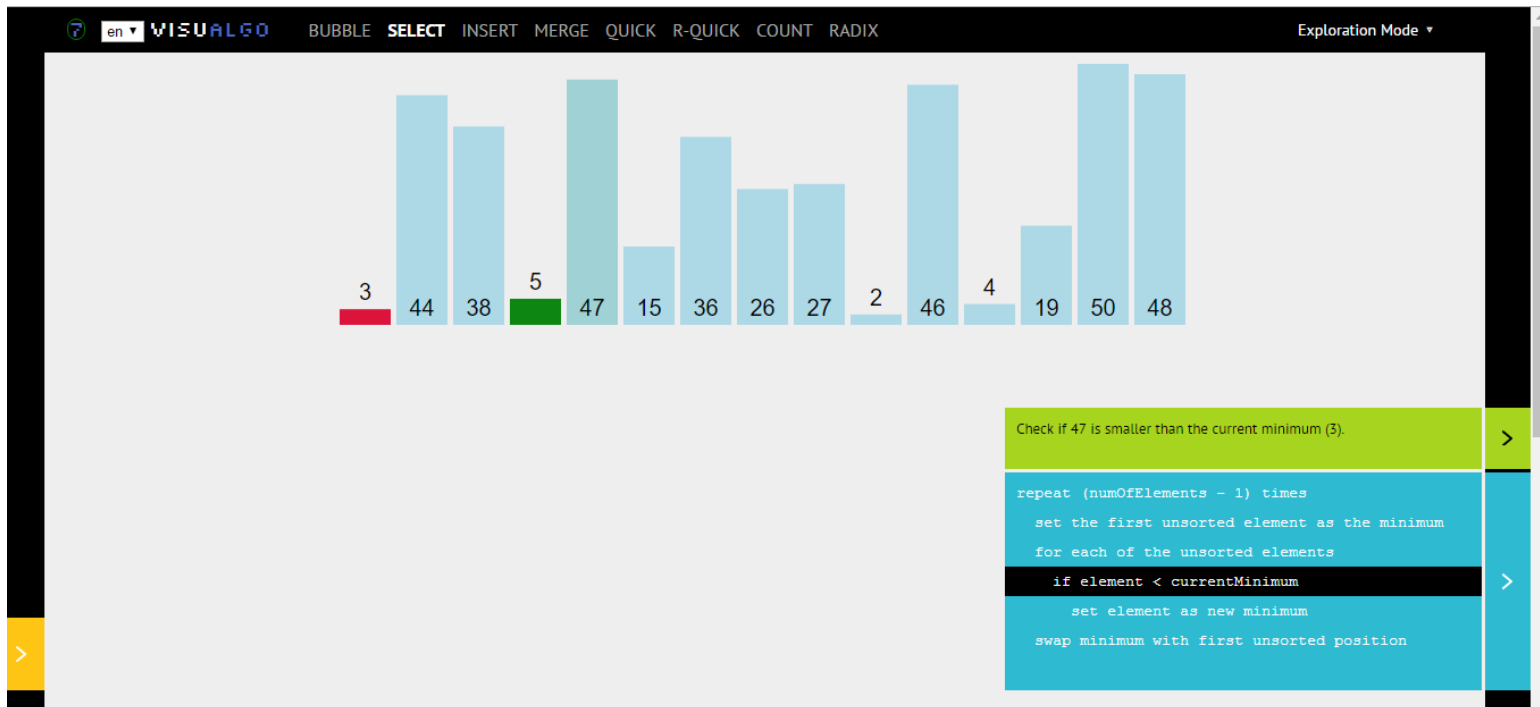 7 en VISUALGO BUBBLE SELECT INSERT MERGE QUICK R-QUICK COUNT RADIX Exploration Mode
3 44 38 5 47 15 36 26 27 2 46 4 19 50 48
Check if 47 is smaller than the current minimum (3).
repeat (numOfElements - 1) times
set the first unsorted element as the minimum
for each of the unsorted elements
if element < currentMinimum
set element as new minimum
swap minimum with first unsorted position